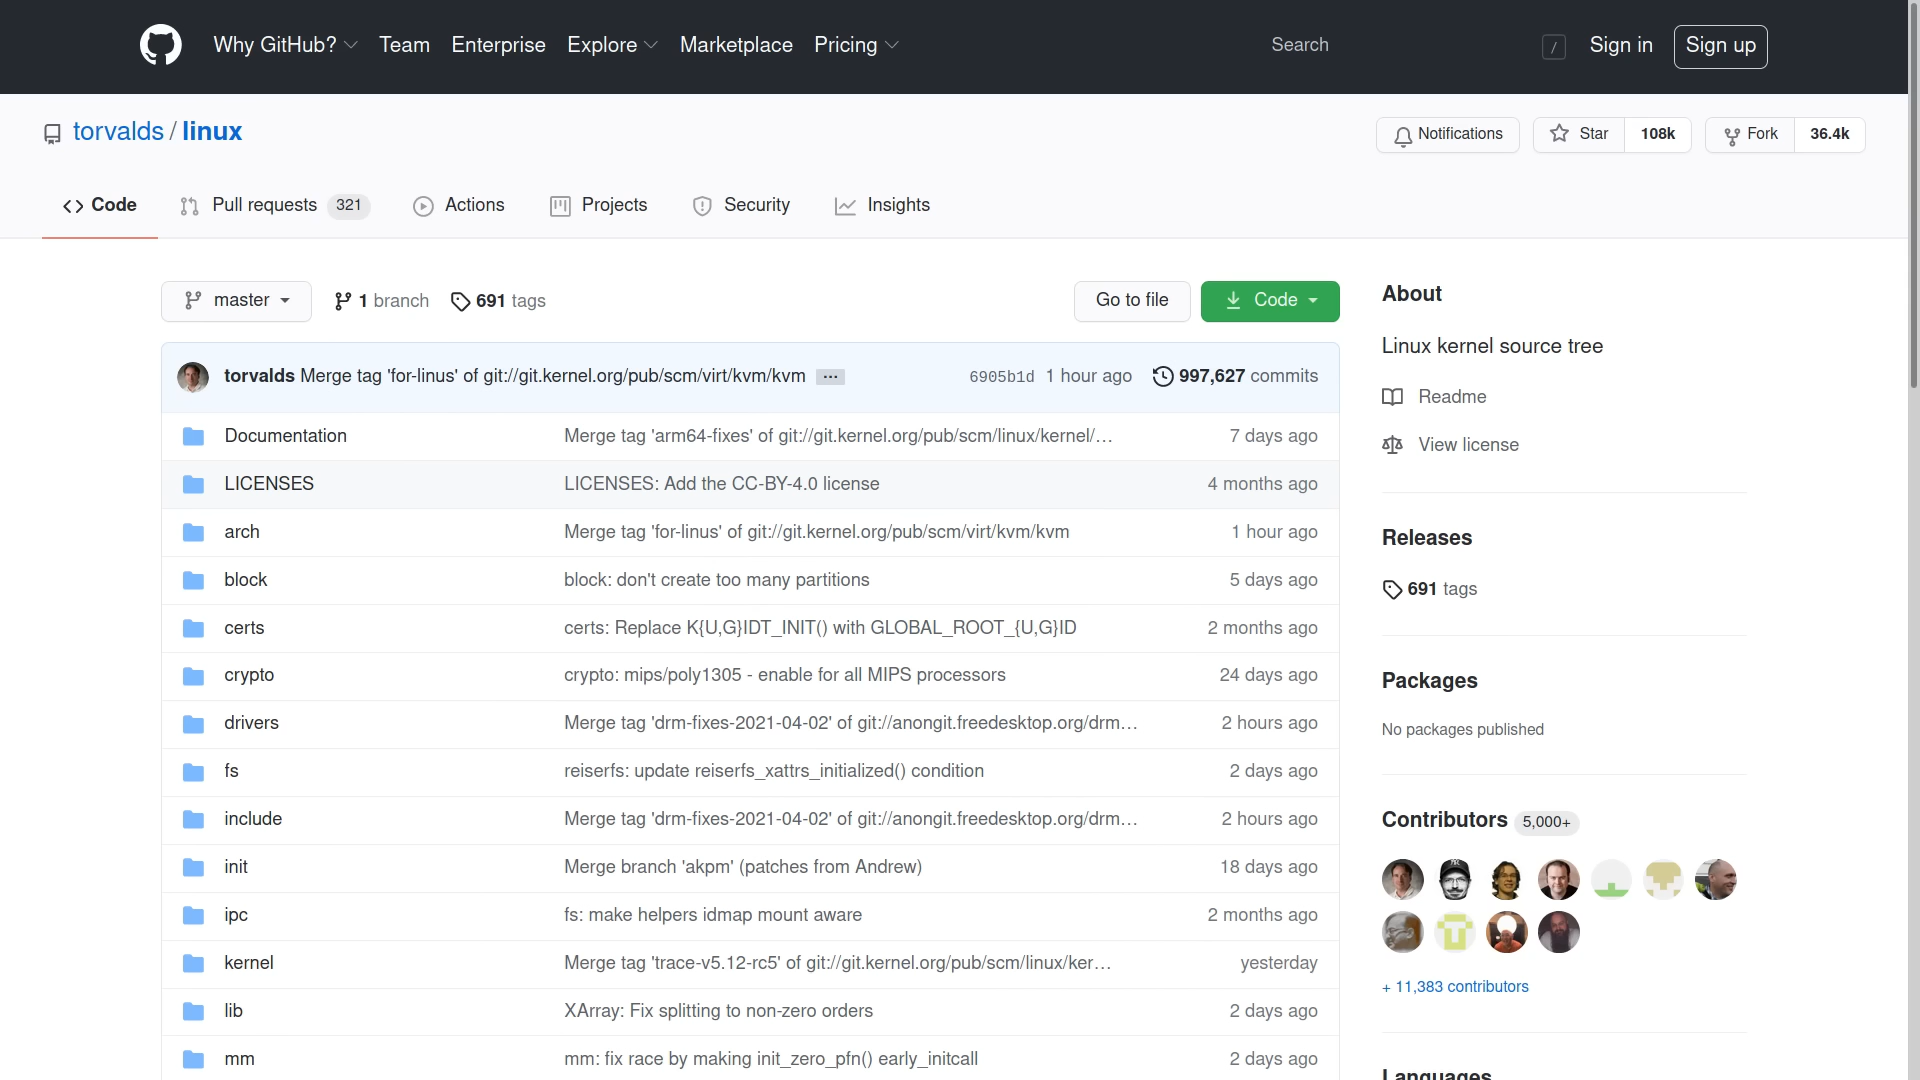 Why GitHub? Team Enterprise Explore Marketplace Pricing Search / Sign in Sign up
torvalds / linux Notifications Star 108k Fork 36.4k
Code Pull requests 321 Actions Projects Security Insights
master 1 branch 691 tags Go to file Code
torvalds Merge tag 'for-linus' of git://git.kernel.org/pub/scm/virt/kvm/kvm ... 6905b1d 1 hour ago 997,627 commits
Documentation Merge tag 'arm64-fixes' of git://git.kernel.org/pub/scm/linux/kernel/… 7 days ago
LICENSES LICENSES: Add the CC-BY-4.0 license 4 months ago
arch Merge tag 'for-linus' of git://git.kernel.org/pub/scm/virt/kvm/kvm 1 hour ago
block block: don't create too many partitions 5 days ago
certs certs: Replace K{U,G}IDT_INIT() with GLOBAL_ROOT_{U,G}ID 2 months ago
crypto crypto: mips/poly1305 - enable for all MIPS processors 24 days ago
drivers Merge tag 'drm-fixes-2021-04-02' of git://anongit.freedesktop.org/drm… 2 hours ago
fs reiserfs: update reiserfs_xattrs_initialized() condition 2 days ago
include Merge tag 'drm-fixes-2021-04-02' of git://anongit.freedesktop.org/drm… 2 hours ago
init Merge branch 'akpm' (patches from Andrew) 18 days ago
ipc fs: make helpers idmap mount aware 2 months ago
kernel Merge tag 'trace-v5.12-rc5' of git://git.kernel.org/pub/scm/linux/ker… yesterday
lib XArray: Fix splitting to non-zero orders 2 days ago
mm mm: fix race by making init_zero_pfn() early_initcall 2 days ago
About
Linux kernel source tree
Readme
View license
Releases
691 tags
Packages
No packages published
Contributors 5,000+
+ 11,383 contributors
Languages